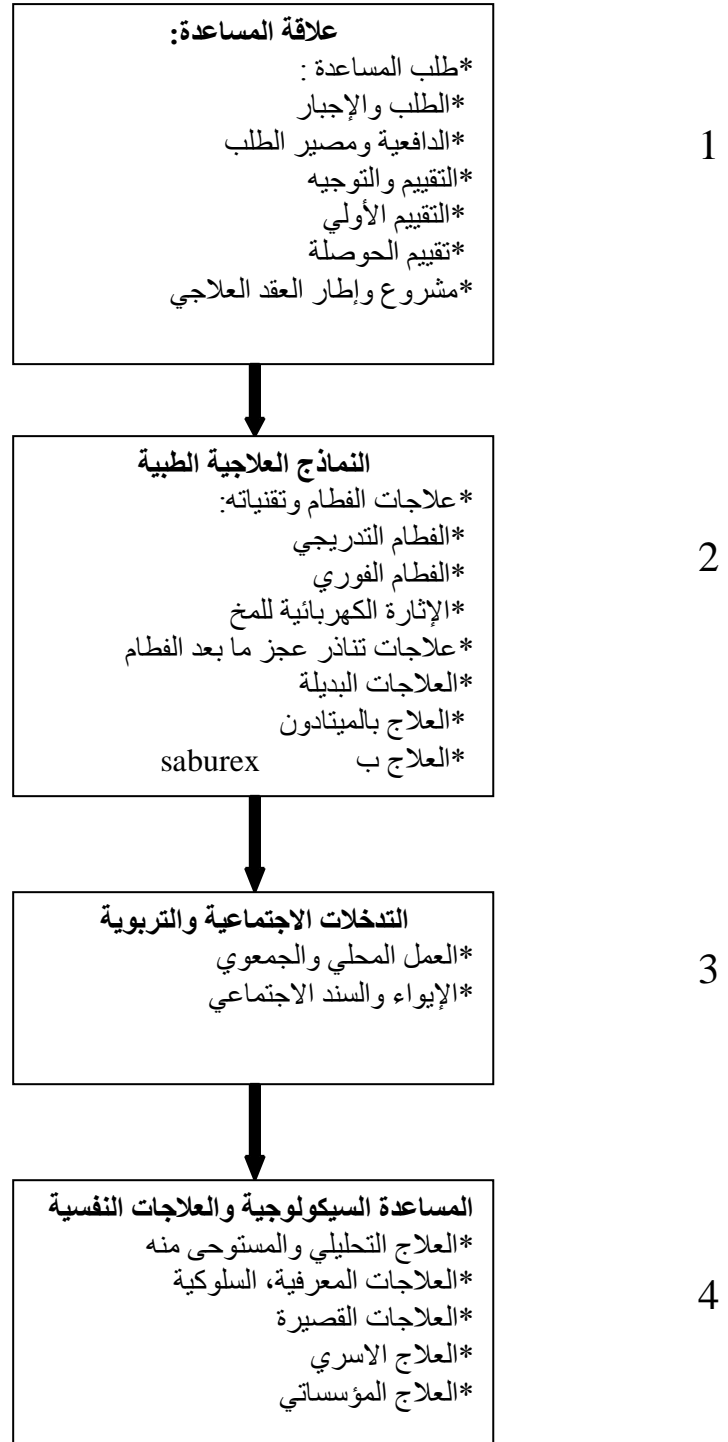 علاقة المساعدة:
*طلب المساعدة :
*الطلب والإجبار
*الدافعية ومصير الطلب
*التقييم والتوجيه
*التقييم الأولي
*تقييم الحوصلة
*مشروع وإطار العقد العلاجي
1
النماذج العلاجية الطبية
*علاجات الفطام وتقنياته:
*الفطام التدريجي
*الفطام الفوري
*الإثارة الكهربائية للمخ
*علاجات تناذر عجز ما بعد الفطام
*العلاجات البديلة
*العلاج بالميتادون
*العلاج ب saburex
2
التدخلات الاجتماعية والتربوية
*العمل المحلي والجمعوي
*الإيواء والسند الاجتماعي
3
المساعدة السيكولوجية والعلاجات النفسية
*العلاج التحليلي والمستوحى منه
*العلاجات المعرفية، السلوكية
*العلاجات القصيرة
*العلاج الاسري
*العلاج المؤسساتي
4